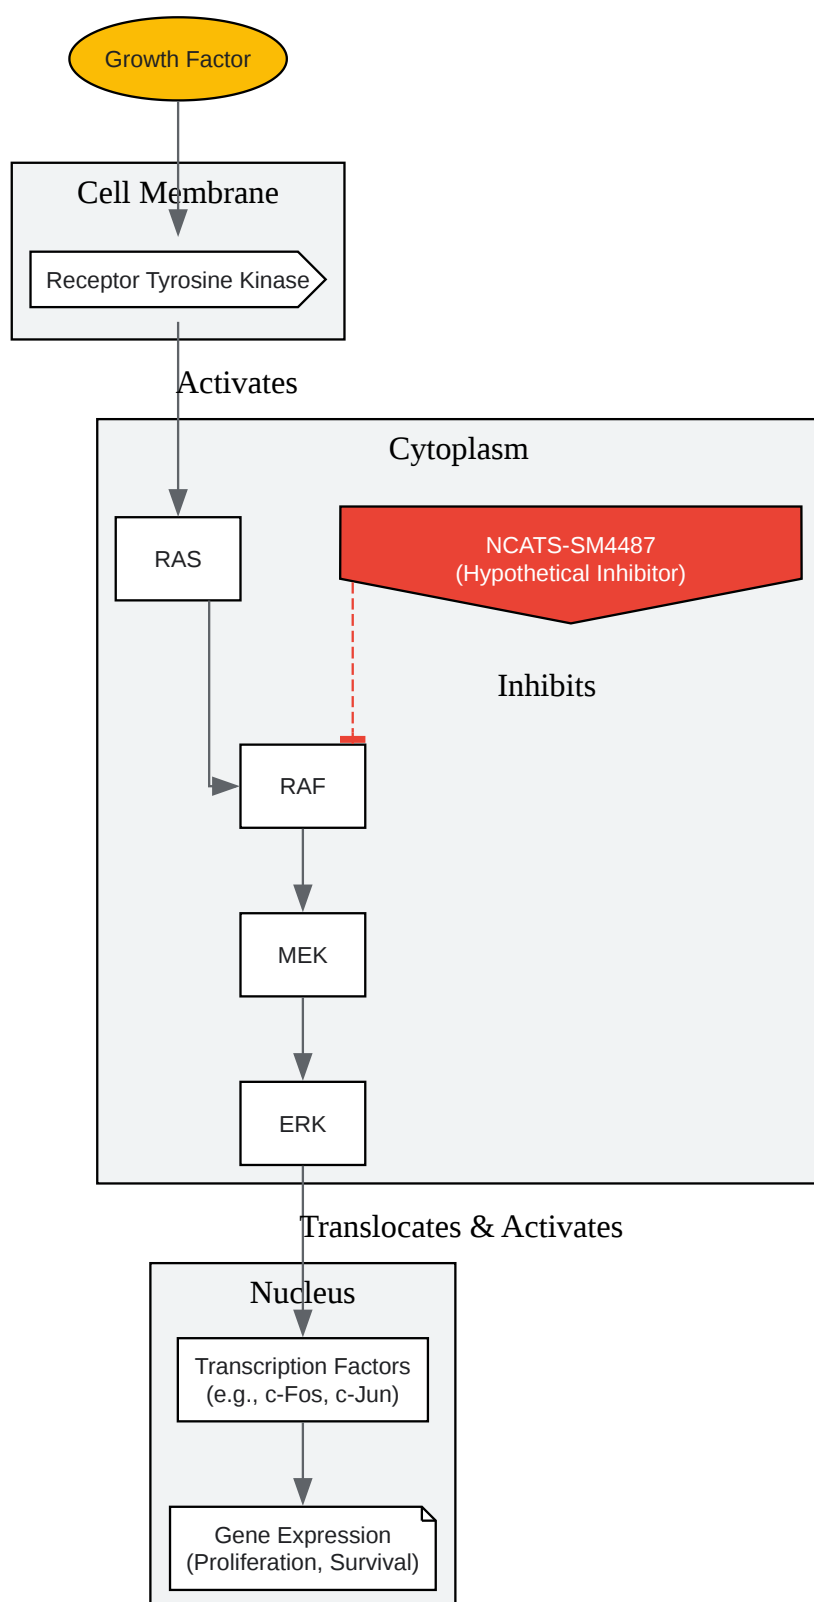 Growth Factor
Cell Membrane
Receptor Tyrosine Kinase
Activates
Cytoplasm
RAS
NCATS-SM4487
(Hypothetical Inhibitor)
Inhibits
RAF
MEK
ERK
Translocates & Activates
Nucleus
Transcription Factors
(e.g., c-Fos, c-Jun)
Gene Expression
(Proliferation, Survival)